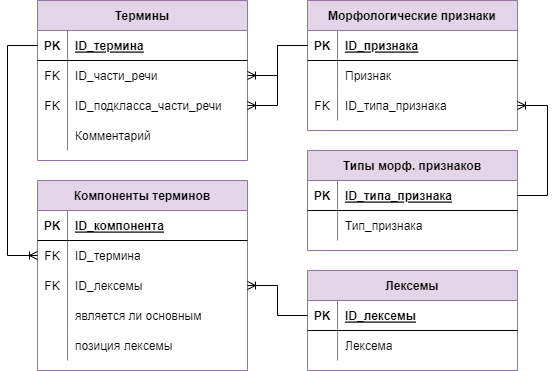 Термины
PK ID_термина
FK ID_части_речи
FK ID_подкласса_части_речи
Комментарий
Морфологические признаки
PK ID_признака
Признак
FK ID_типа_признака
Типы морф. признаков
PK ID_типа_признака
Тип_признака
Компоненты терминов
PK ID_компонента
FK ID_термина
FK ID_лексемы
является ли основным
позиция лексемы
Лексемы
PK ID_лексемы
Лексема